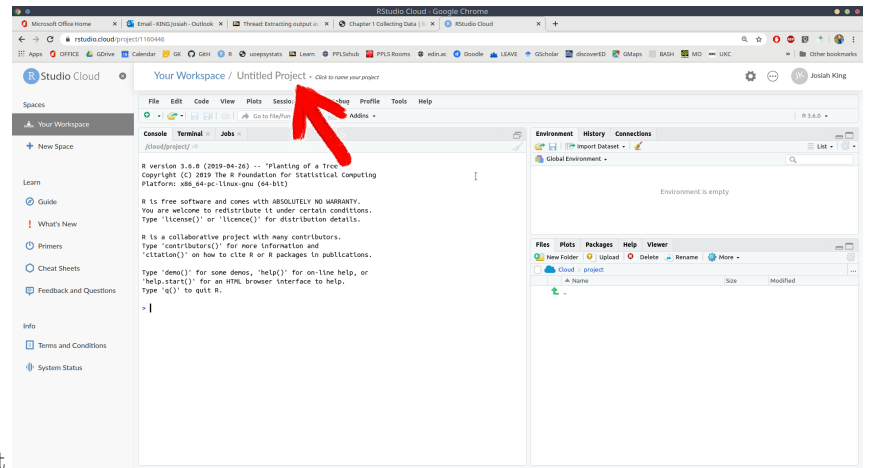 RStudio Cloud - Google Chrome
Microsoft Office Home x Email - KING Josiah - Outlook x Thread: Extracting output x Chapter 1 Collecting Data | x RStudio Cloud x +
rstudio.cloud/project/1160446
Apps OFFICE GDrive Calendar GK GitH R uoepsystats Learn PPLSshub PPLS Rooms edin.ac Doodle LEAVE GScholar discoverED GMaps BASH MO UKC » Other bookmarks
R Studio Cloud
Your Workspace / Untitled Project - Click to name your project
JK Josiah King
Spaces
Your Workspace
+ New Space
Learn
Guide
What's New
Primers
Cheat Sheets
Feedback and Questions
Info
Terms and Conditions
System Status
File Edit Code View Plots Profile Tools Help
Go to file/fun Addins
R 3.6.0
Console Terminal x Jobs x
/cloud/project/
R version 3.6.0 (2019-04-26) -- "Planting of a Tree"
Copyright (C) 2019 The R Foundation for Statistical Computing
Platform: x86_64-pc-linux-gnu (64-bit)
R is free software and comes with ABSOLUTELY NO WARRANTY.
You are welcome to redistribute it under certain conditions.
Type 'license()' or 'licence()' for distribution details.
R is a collaborative project with many contributors.
Type 'contributors()' for more information and
'citation()' on how to cite R or R packages in publications.
Type 'demo()' for some demos, 'help()' for on-line help, or
'help.start()' for an HTML browser interface to help.
Type 'q()' to quit R.
>
Environment History Connections
Import Dataset List
Global Environment
Environment is empty
Files Plots Packages Help Viewer
New Folder Upload Delete Rename More
Cloud project ...
Name Size Modified
..